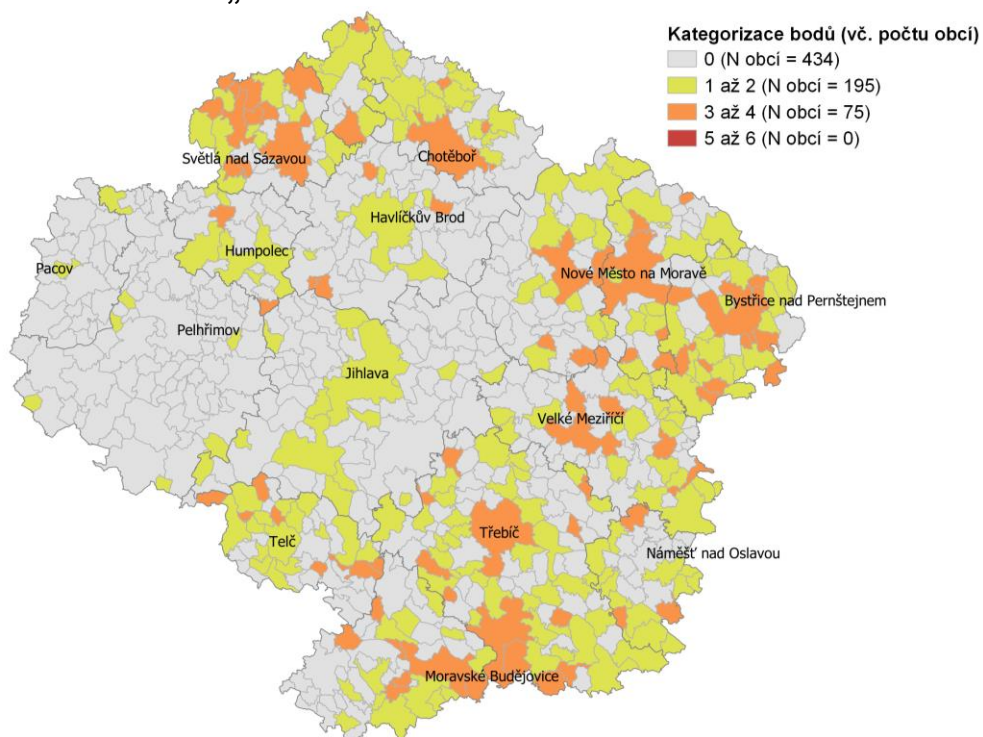 „
Kategorizace bodů (vč. počtu obcí)
0 (N obcí = 434)
1 až 2 (N obcí = 195)
3 až 4 (N obcí = 75)
5 až 6 (N obcí = 0)
Světlá nad Sázavou
Chotěboř
Havlíčkův Brod
Humpolec
Pacov
Nové Město na Moravě
Bystřice nad Pernštejnem
Pelhřimov
Jihlava
Velké Meziříčí
Třebíč
Telč
Náměšť nad Oslavou
Moravské Budějovice